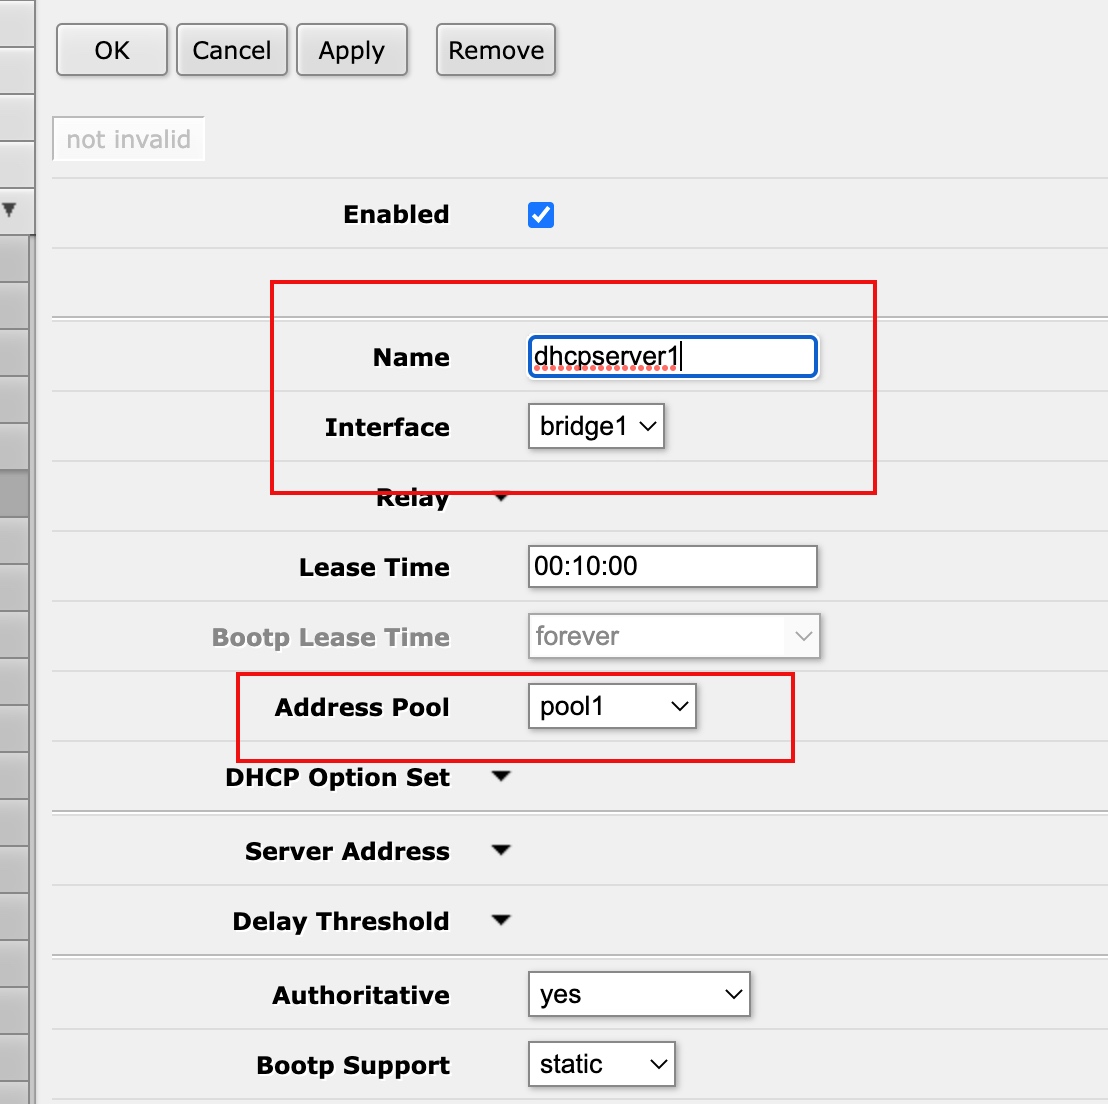 OK Cancel Apply Remove
not invalid
Enabled
Name dhcpserver1
Interface bridge1
Relay
Lease Time 00:10:00
Bootp Lease Time forever
Address Pool pool1
DHCP Option Set
Server Address
Delay Threshold
Authoritative yes
Bootp Support static